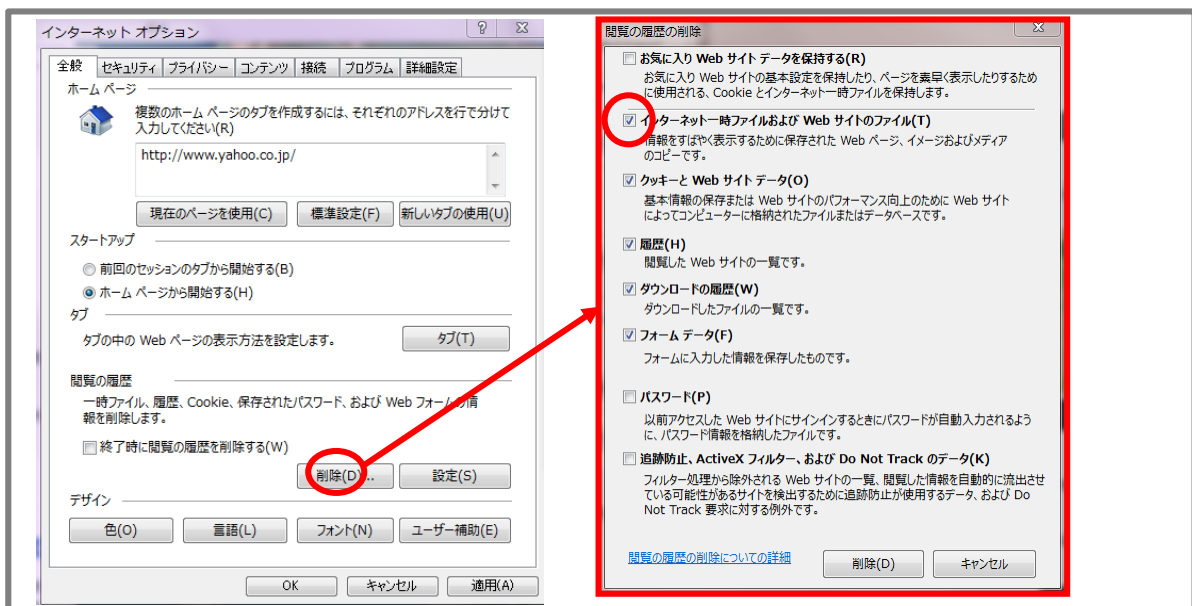 インターネット オプション
全般 セキュリティ プライバシー コンテンツ 接続 プログラム 詳細設定
ホーム ページ
複数のホーム ページのタブを作成するには、それぞれのアドレスを行で分けて
入力してください(R)
http://www.yahoo.co.jp/
現在のページを使用(C) 標準設定(F) 新しいタブの使用(U)
スタートアップ
前回のセッションのタブから開始する(B)
ホーム ページから開始する(H)
タブ
タブの中の Web ページの表示方法を設定します。 タブ(T)
閲覧の履歴
一時ファイル、履歴、Cookie、保存されたパスワード、および Web フォームの情
報を削除します。
終了時に閲覧の履歴を削除する(W)
削除(D)... 設定(S)
デザイン
色(O) 言語(L) フォント(N) ユーザー補助(E)
OK キャンセル 適用(A)
閲覧の履歴の削除
お気に入り Web サイト データを保持する(R)
お気に入り Web サイトの基本設定を保持したり、ページを素早く表示したりするため
に使用される、Cookie とインターネット一時ファイルを保持します。
インターネット一時ファイルおよび Web サイトのファイル(T)
情報をすばやく表示するために保存された Web ページ、イメージおよびメディア
のコピーです。
クッキーと Web サイト データ(O)
基本情報の保存または Web サイトのパフォーマンス向上のために Web サイト
によってコンピューターに格納されたファイルまたはデータベースです。
履歴(H)
閲覧した Web サイトの一覧です。
ダウンロードの履歴(W)
ダウンロードしたファイルの一覧です。
フォーム データ(F)
フォームに入力した情報を保存したものです。
パスワード(P)
以前アクセスした Web サイトにサインインするときにパスワードが自動入力されるよう
に、パスワード情報を格納したファイルです。
追跡防止、ActiveX フィルター、および Do Not Track のデータ(K)
フィルター処理から除外される Web サイトの一覧、閲覧した情報を自動的に流出させ
ている可能性があるサイトを検出するために追跡防止が使用するデータ、および Do
Not Track 要求に対する例外です。
閲覧の履歴の削除についての詳細 削除(D) キャンセル